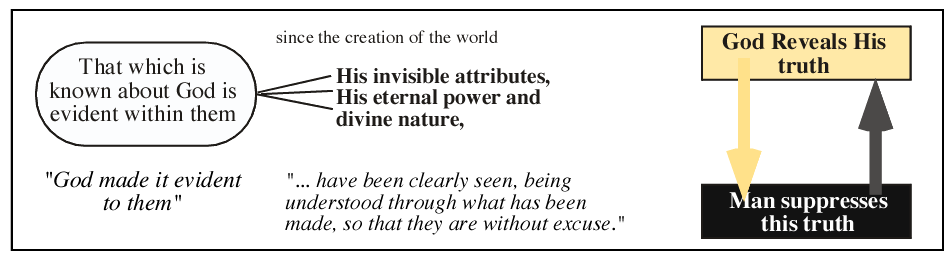 That which is
known about God is
evident within them
since the creation of the world
His invisible attributes,
His eternal power and
divine nature,
"God made it evident
to them"
"... have been clearly seen, being
understood through what has been
made, so that they are without excuse."
God Reveals His
truth
Man suppresses
this truth